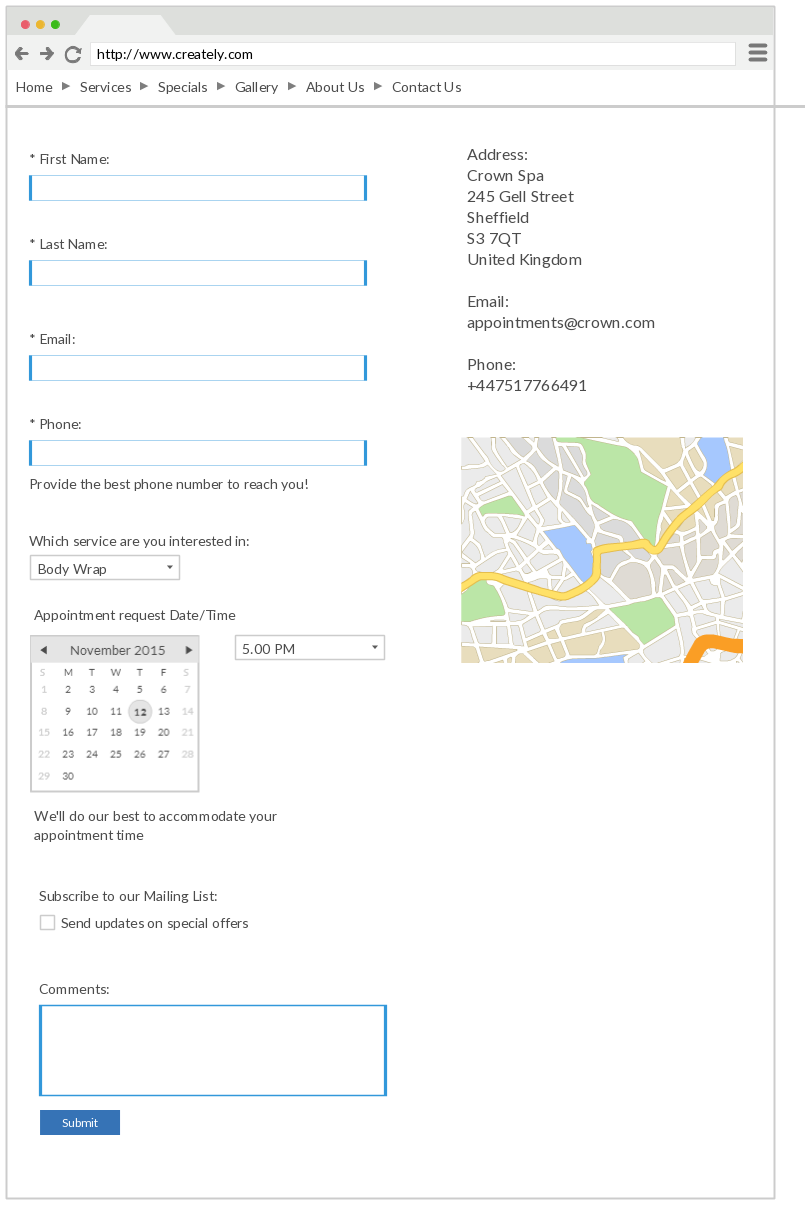 http://www.creately.com
Home Services Specials Gallery About Us Contact Us
* First Name:
* Last Name:
* Email:
* Phone:
Provide the best phone number to reach you!
Which service are you interested in:
Body Wrap
Appointment request Date/Time
November 2015
S M T W T F S
1 2 3 4 5 6 7
8 9 10 11 12 13 14
15 16 17 18 19 20 21
22 23 24 25 26 27 28
29 30
5.00 PM
We'll do our best to accommodate your
appointment time
Subscribe to our Mailing List:
Send updates on special offers
Comments:
Submit
Address:
Crown Spa
245 Gell Street
Sheffield
S3 7QT
United Kingdom
Email:
appointments@crown.com
Phone:
+447517766491